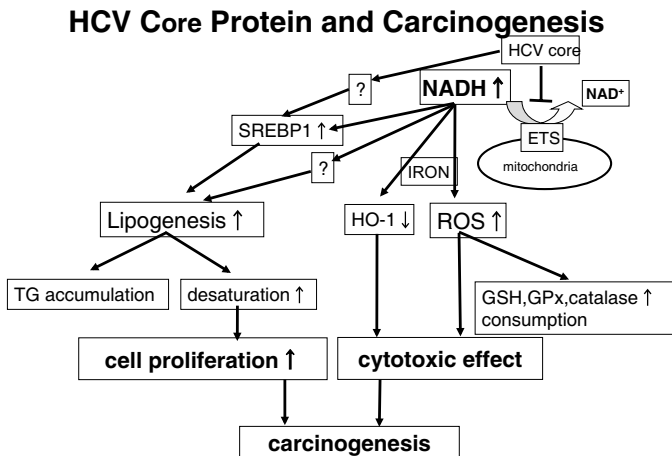 HCV Core Protein and Carcinogenesis
HCV core
?
NADH ↑
NAD⁺
SREBP1 ↑
ETS
?
mitochondria
IRON
Lipogenesis ↑
HO-1 ↓
ROS ↑
TG accumulation
desaturation ↑
GSH,GPx,catalase ↑
consumption
cell proliferation ↑
cytotoxic effect
carcinogenesis